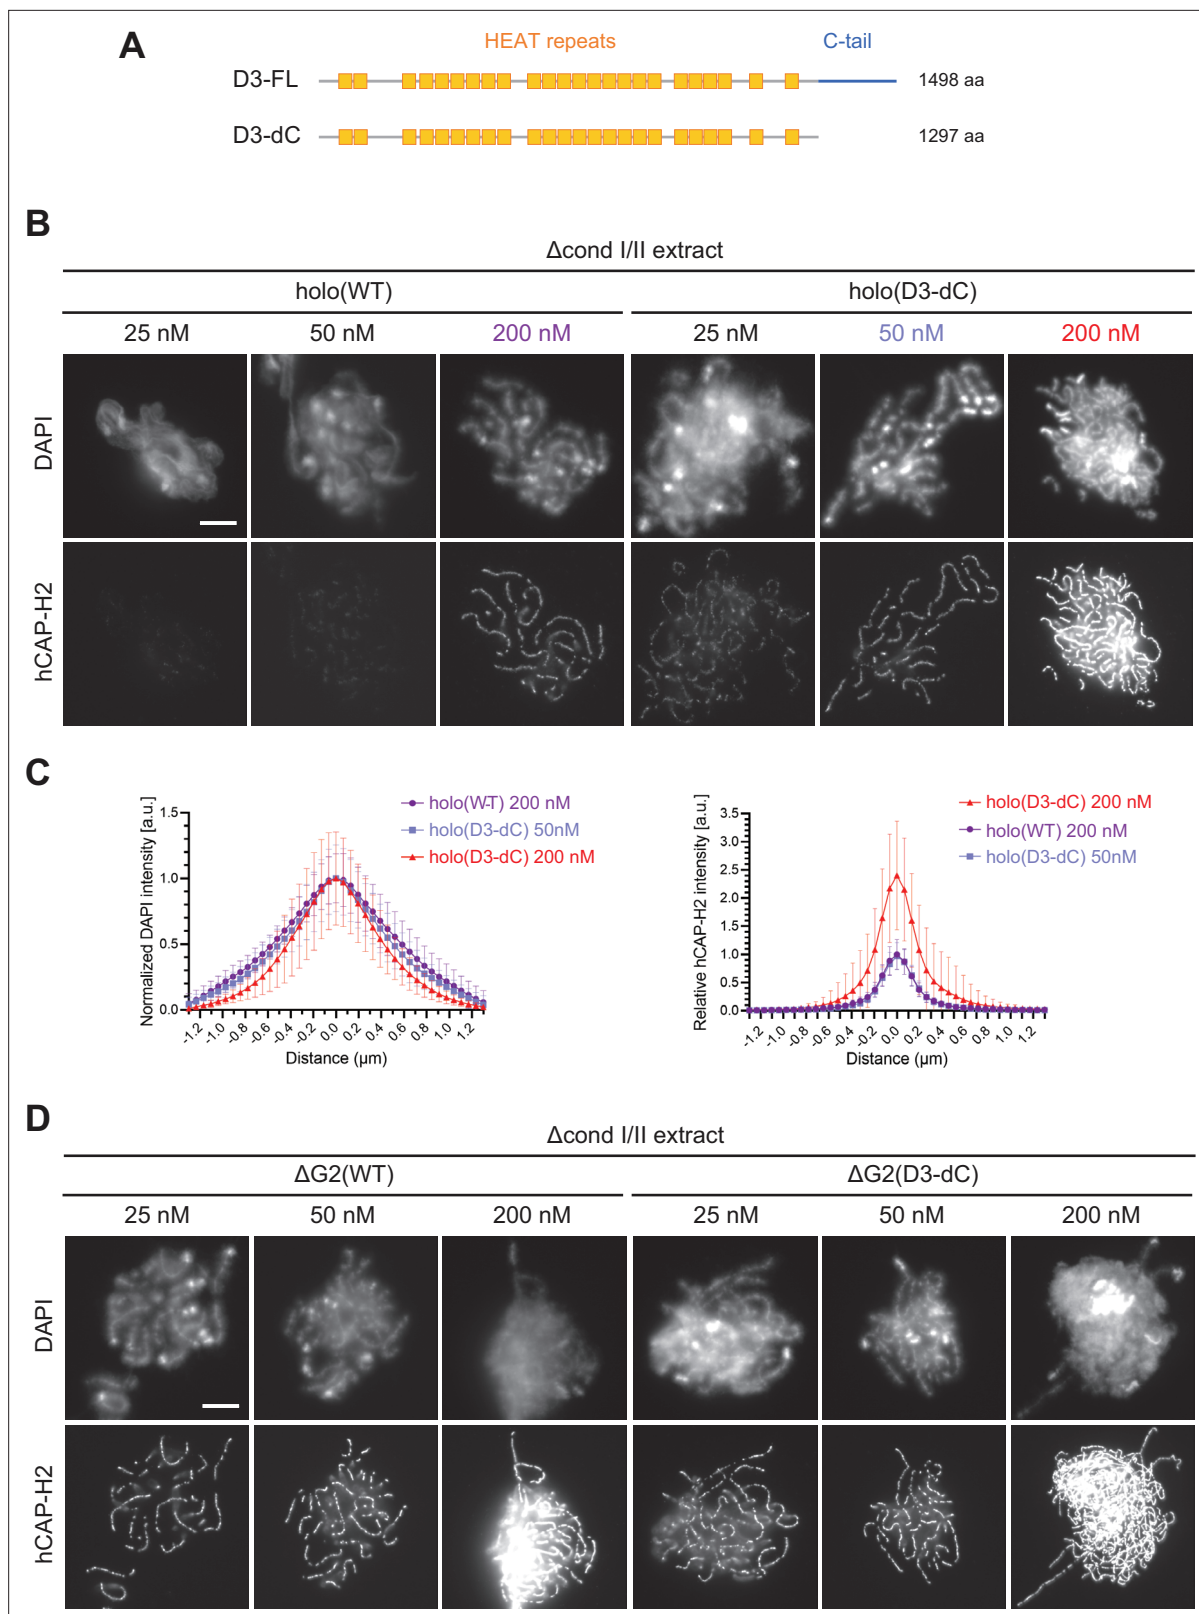 A
HEAT repeats C-tail
D3-FL 1498 aa
D3-dC 1297 aa
B
Δcond I/II extract
holo(WT) holo(D3-dC)
25 nM 50 nM 200 nM 25 nM 50 nM 200 nM
DAPI
hCAP-H2
C
Normalized DAPI intensity [a.u.]
1.5
1.0
0.5
0.0
holo(WT) 200 nM
holo(D3-dC) 50nM
holo(D3-dC) 200 nM
-1.2 -1.0 -0.8 -0.6 -0.4 -0.2 0.0 0.2 0.4 0.6 0.8 1.0 1.2
Distance (μm)
Relative hCAP-H2 intensity [a.u.]
3.5
3.0
2.5
2.0
1.5
1.0
0.5
0.0
holo(D3-dC) 200 nM
holo(WT) 200 nM
holo(D3-dC) 50nM
-1.2 -1.0 -0.8 -0.6 -0.4 -0.2 0.0 0.2 0.4 0.6 0.8 1.0 1.2
Distance (μm)
D
Δcond I/II extract
ΔG2(WT) ΔG2(D3-dC)
25 nM 50 nM 200 nM 25 nM 50 nM 200 nM
DAPI
hCAP-H2